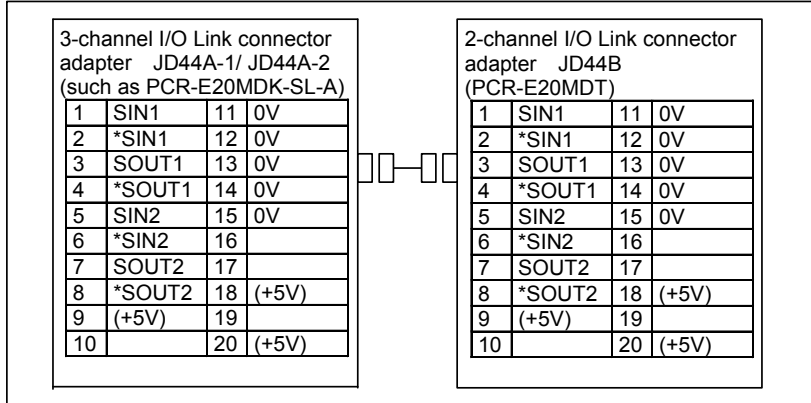 3-channel I/O Link connector
adapter JD44A-1/ JD44A-2
(such as PCR-E20MDK-SL-A)
1 SIN1 11 0V
2 *SIN1 12 0V
3 SOUT1 13 0V
4 *SOUT1 14 0V
5 SIN2 15 0V
6 *SIN2 16
7 SOUT2 17
8 *SOUT2 18 (+5V)
9 (+5V) 19
10 20 (+5V)
2-channel I/O Link connector
adapter JD44B
(PCR-E20MDT)
1 SIN1 11 0V
2 *SIN1 12 0V
3 SOUT1 13 0V
4 *SOUT1 14 0V
5 SIN2 15 0V
6 *SIN2 16
7 SOUT2 17
8 *SOUT2 18 (+5V)
9 (+5V) 19
10 20 (+5V)